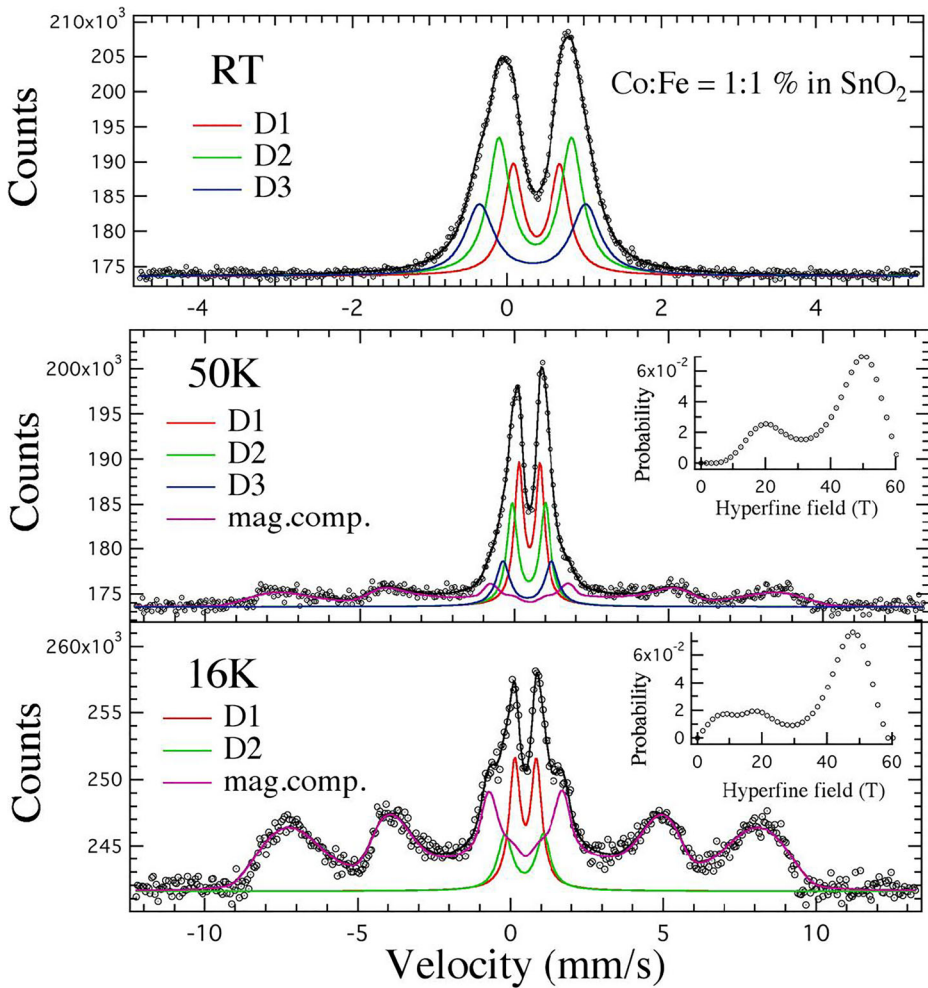 210x10³
205
200
195
190
185
180
175
Counts
RT
D1
D2
D3
Co:Fe = 1:1 % in SnO₂
-4
-2
0
2
4
200x10³
195
190
185
180
175
Counts
50K
D1
D2
D3
mag.comp.
6x10⁻²
4
2
0
Probability
0
20
40
60
Hyperfine field (T)
260x10³
255
250
245
Counts
16K
D1
D2
mag.comp.
6x10⁻²
4
2
0
Probability
0
20
40
60
Hyperfine field (T)
-10
-5
0
5
10
Velocity (mm/s)